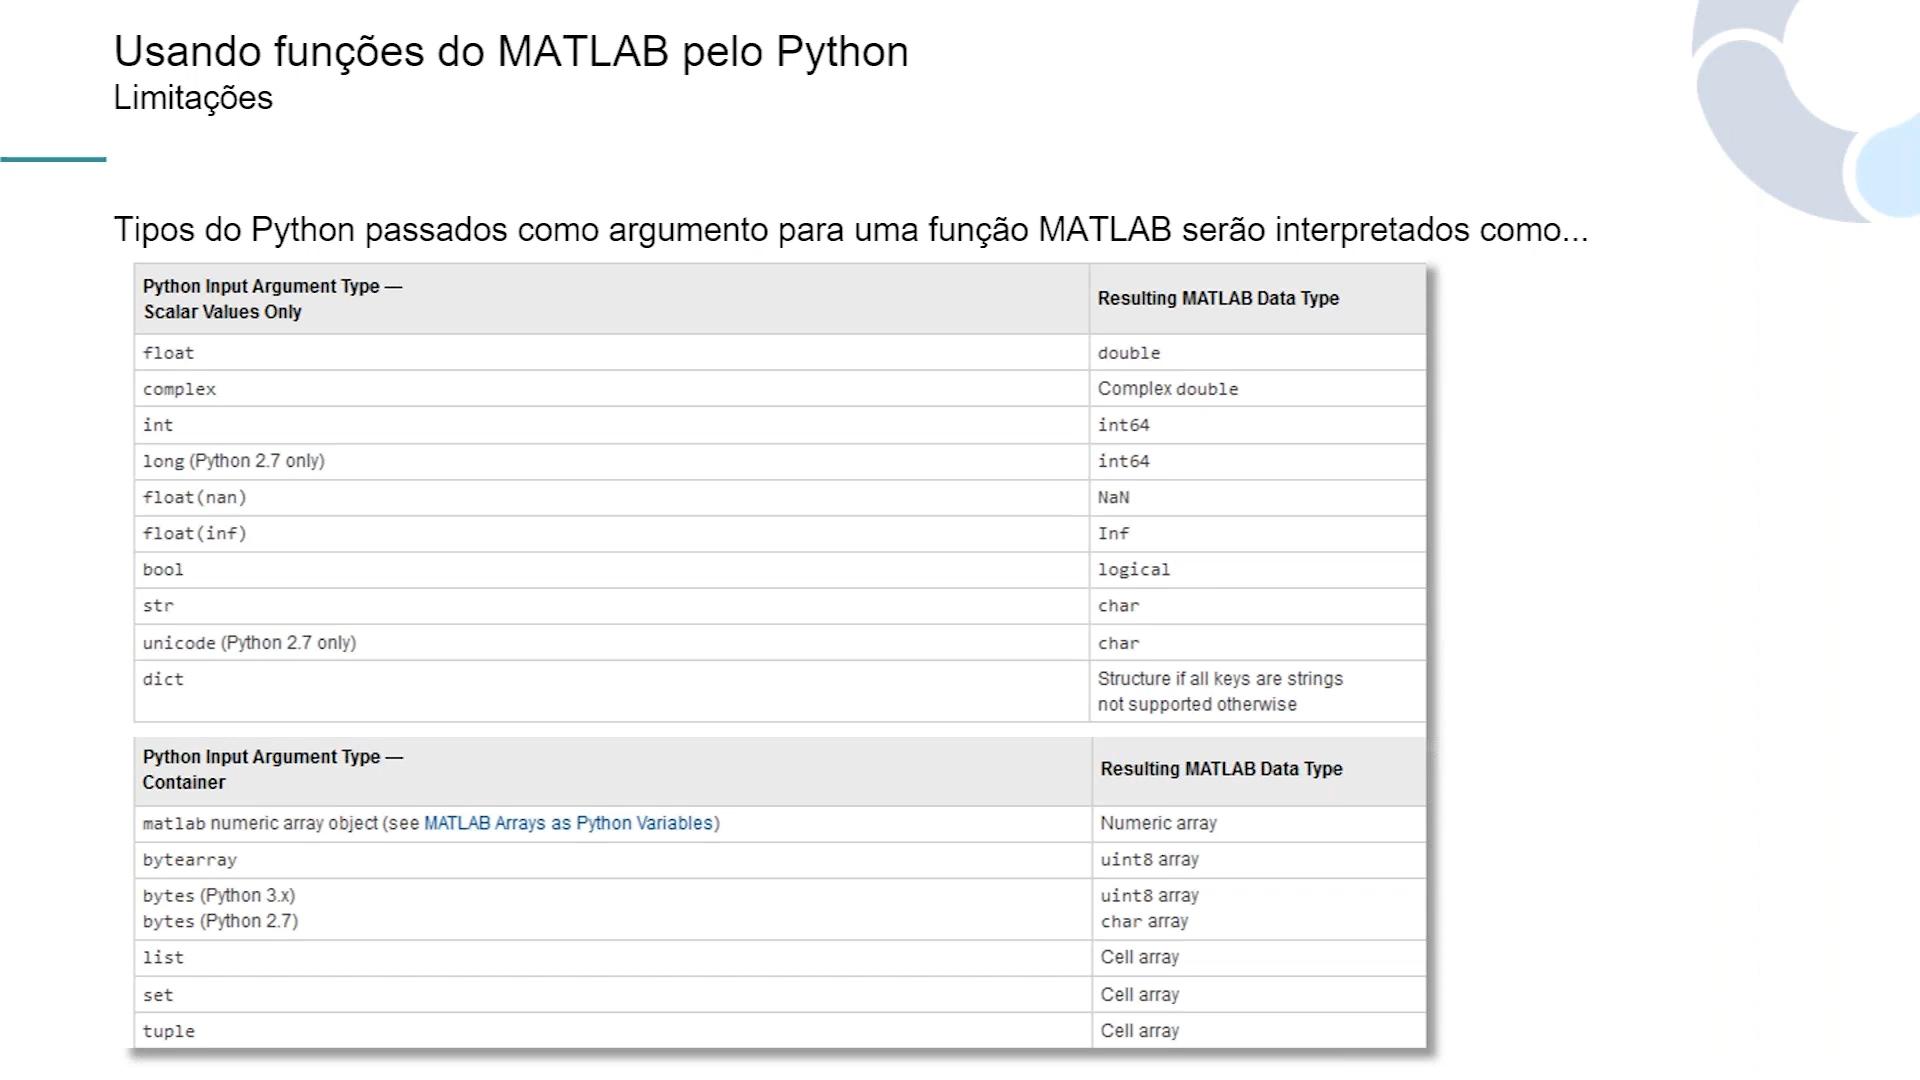 Usando funções do MATLAB pelo Python
Limitações
Tipos do Python passados como argumento para uma função MATLAB serão interpretados como...
Python Input Argument Type —
Scalar Values Only
Resulting MATLAB Data Type
float
double
complex
Complex double
int
int64
long (Python 2.7 only)
int64
float(nan)
NaN
float(inf)
Inf
bool
logical
str
char
unicode (Python 2.7 only)
char
dict
Structure if all keys are strings
not supported otherwise
Python Input Argument Type —
Container
Resulting MATLAB Data Type
matlab numeric array object (see MATLAB Arrays as Python Variables)
Numeric array
bytearray
uint8 array
bytes (Python 3.x)
uint8 array
bytes (Python 2.7)
char array
list
Cell array
set
Cell array
tuple
Cell array